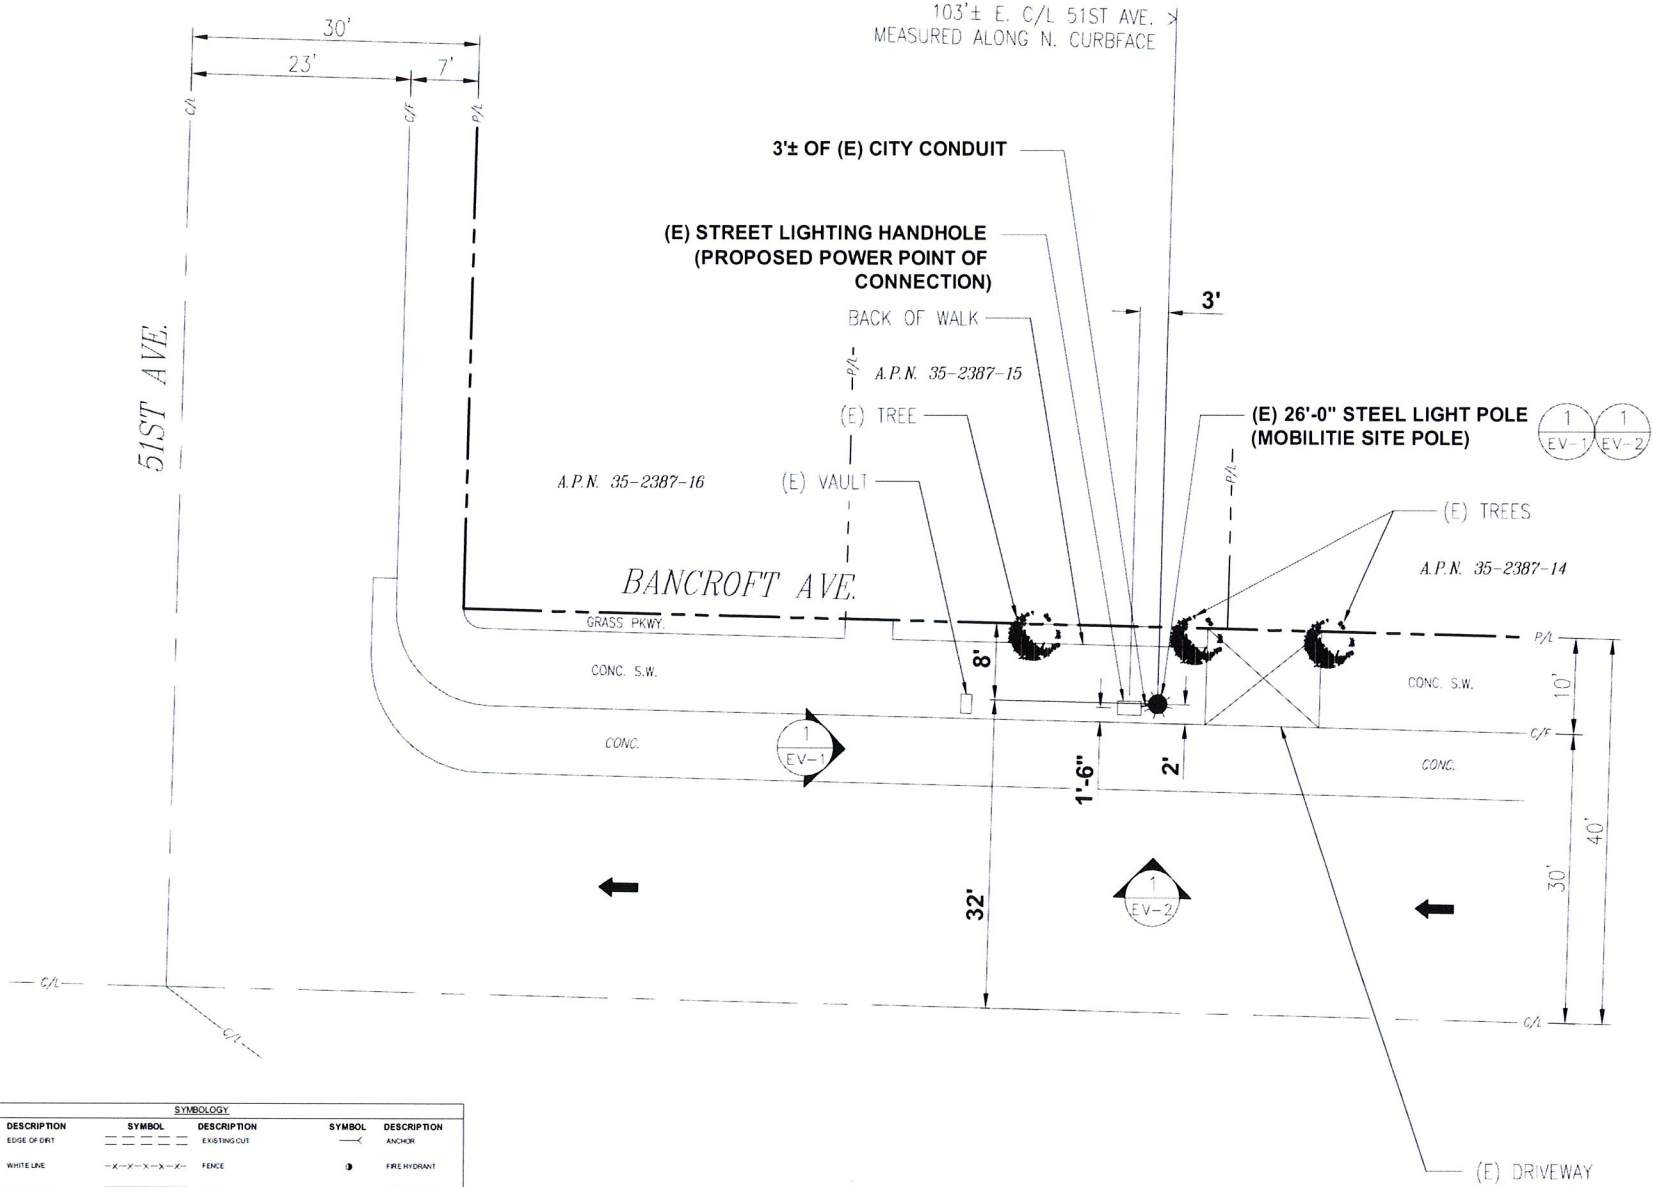 103'± E. C/L 51ST AVE.
MEASURED ALONG N. CURBFACE
30'
23'
7'
C/L
C/F
P/L
3'± OF (E) CITY CONDUIT
(E) STREET LIGHTING HANDHOLE
(PROPOSED POWER POINT OF
CONNECTION)
3'
BACK OF WALK
P/L
A.P.N. 35-2387-15
51ST AVE.
(E) TREE
(E) 26'-0" STEEL LIGHT POLE
(MOBILITIE SITE POLE)
1
EV-1
1
EV-2
P/L
A.P.N. 35-2387-16
(E) VAULT
(E) TREES
A.P.N. 35-2387-14
BANCROFT AVE.
GRASS PKWY.
P/L
8'
CONC. S.W.
CONC. S.W.
10'
C/F
CONC.
1
EV-1
1'-6"
2'
CONC.
40'
30'
32'
1
EV-2
C/L
C/L
C/L
(E) DRIVEWAY
SYMBOLOGY
DESCRIPTION SYMBOL DESCRIPTION SYMBOL DESCRIPTION
EDGE OF DIRT EXISTING CUT ANCHOR
WHITE LINE FENCE FIRE HYDRANT